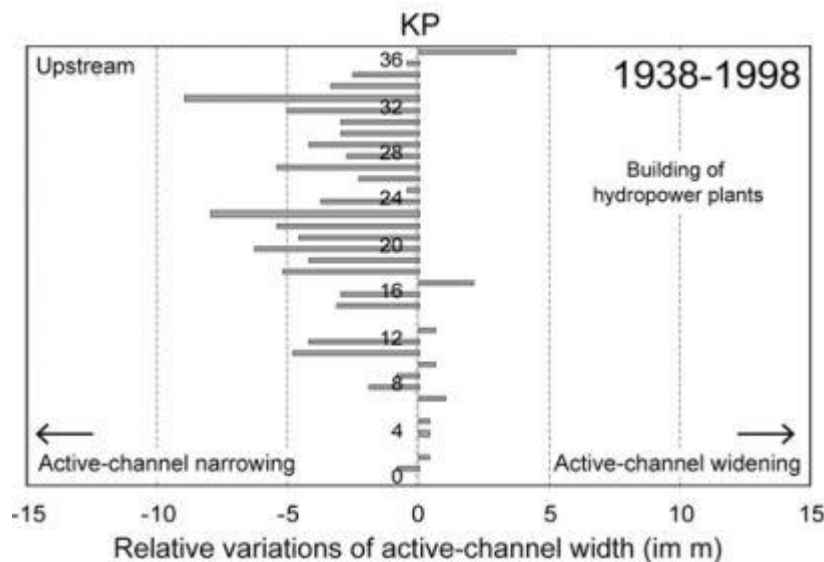 KP
Upstream
1938-1998
Building of
hydropower plants
36
32
28
24
20
16
12
8
4
0
Active-channel narrowing
Active-channel widening
-15
-10
-5
0
5
10
15
Relative variations of active-channel width (im m)